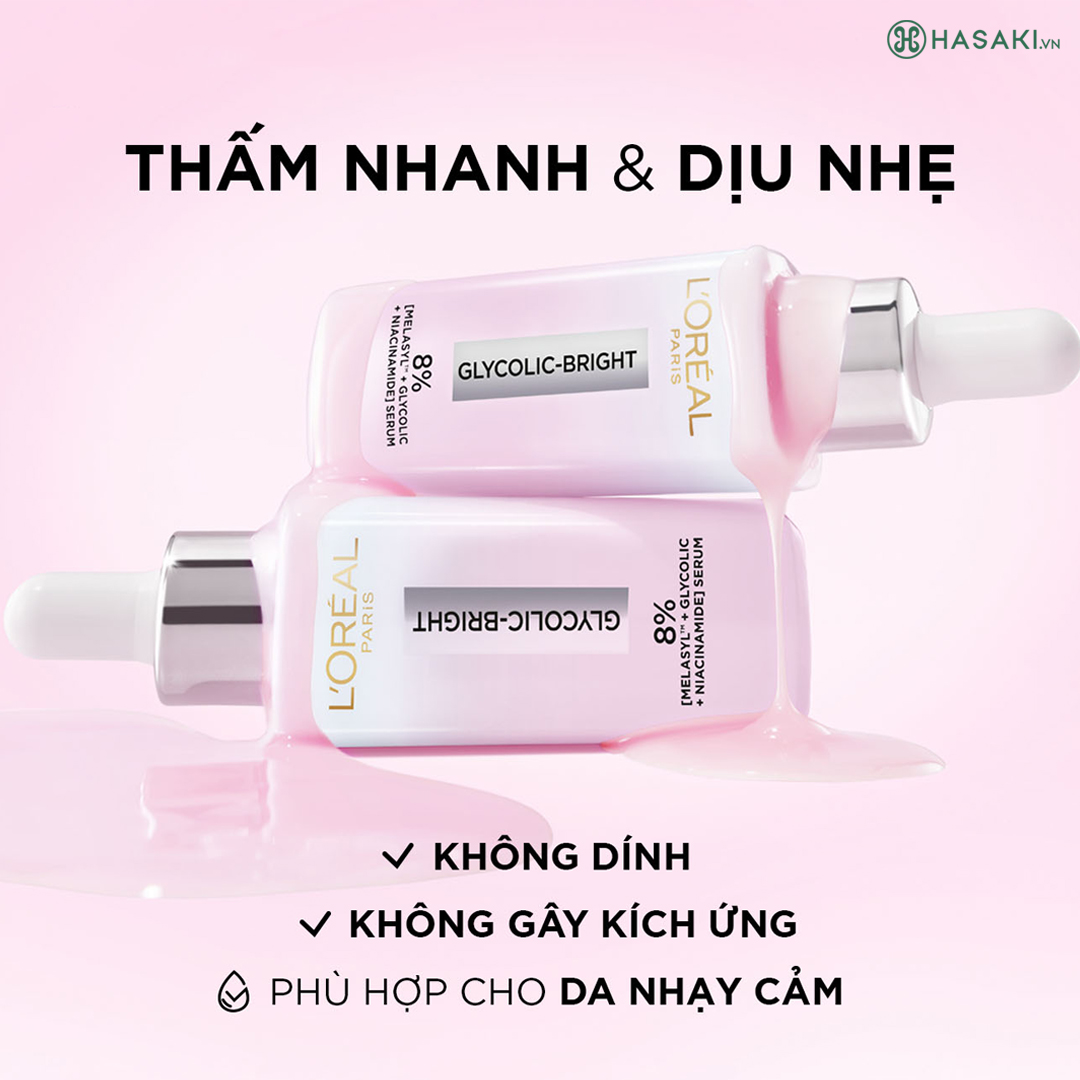 HASAKI.VN
THẤM NHANH & DỊU NHẸ
L'ORÉAL
PARIS
GLYCOLIC-BRIGHT
8%
[MELASYL™ + GLYCOLIC
+ NIACINAMIDE] SERUM
L'ORÉAL
PARIS
GLYCOLIC-BRIGHT
8%
[MELASYL™ + GLYCOLIC
+ NIACINAMIDE] SERUM
KHÔNG DÍNH
KHÔNG GÂY KÍCH ỨNG
PHÙ HỢP CHO DA NHẠY CẢM